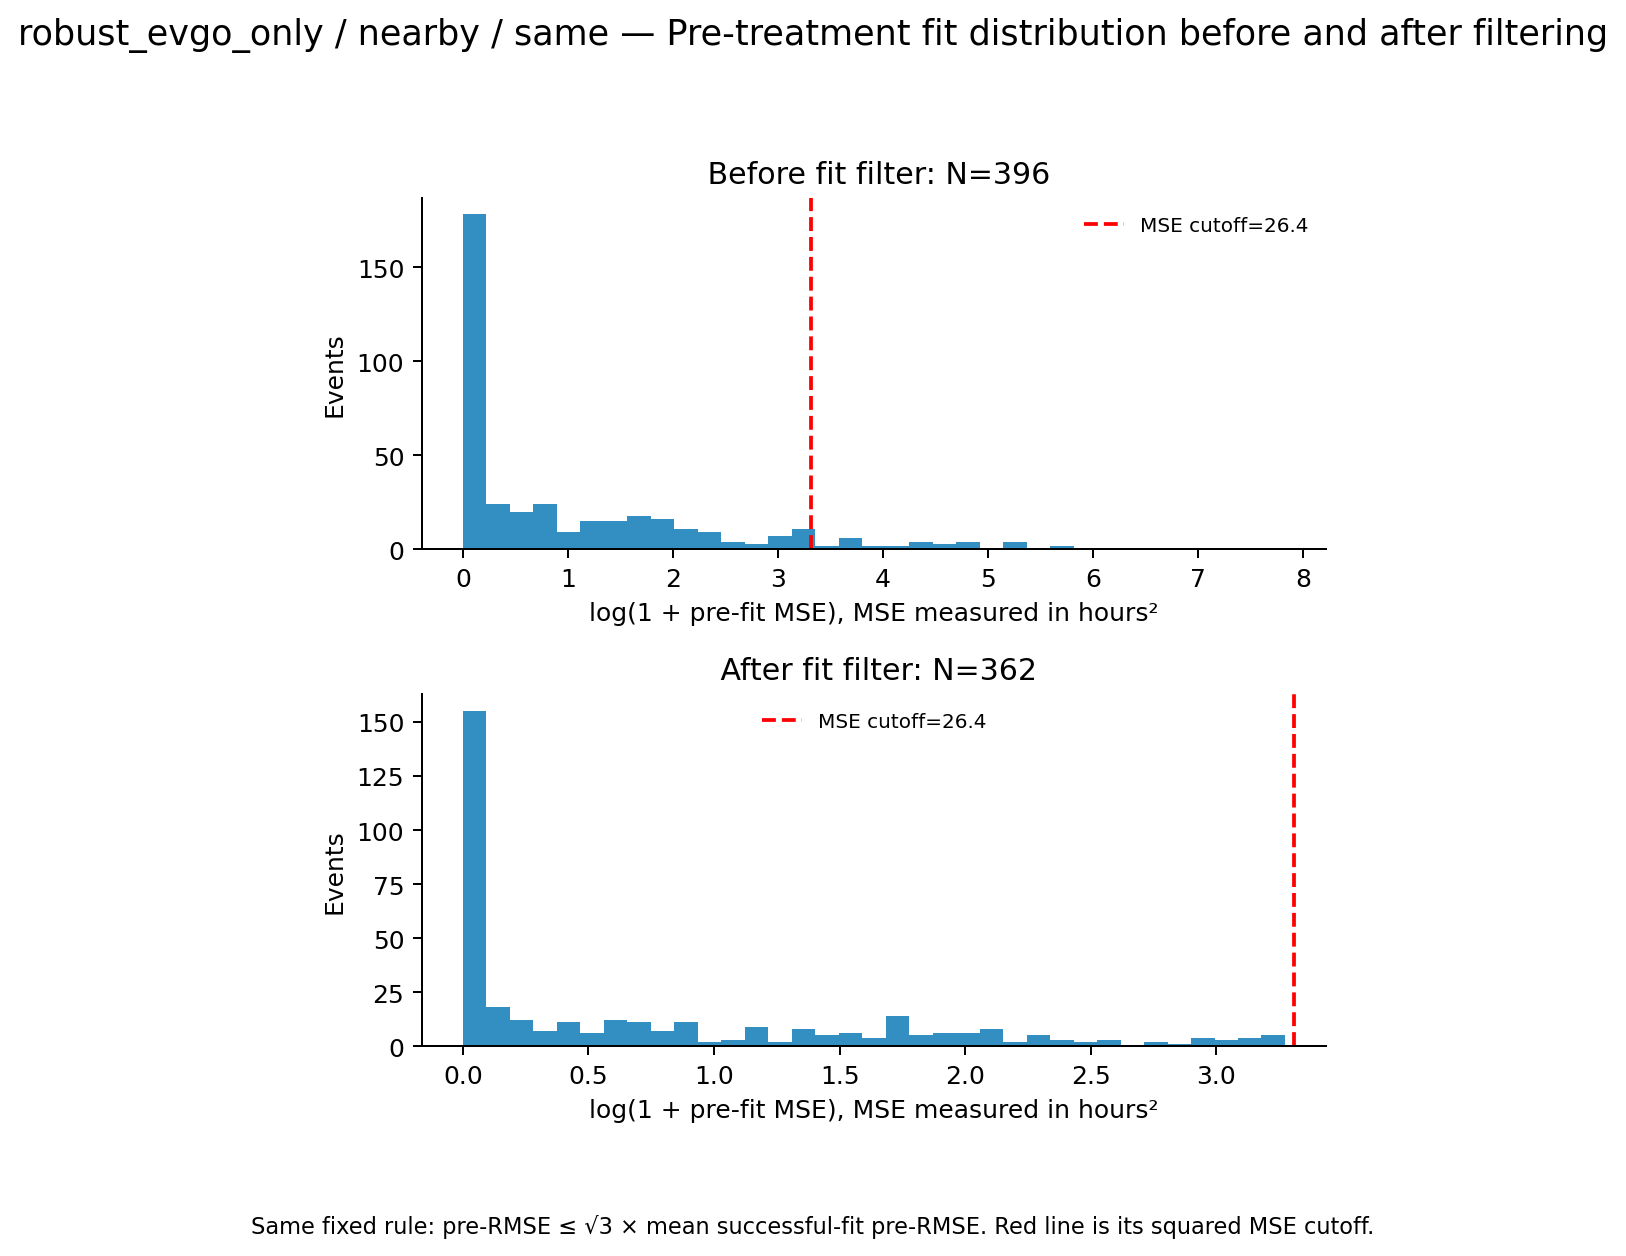 robust_evgo_only / nearby / same — Pre-treatment fit distribution before and after filtering
Before fit filter: N=396
MSE cutoff=26.4
Events
150
100
50
0
0 1 2 3 4 5 6 7 8
log(1 + pre-fit MSE), MSE measured in hours²
After fit filter: N=362
MSE cutoff=26.4
Events
150
125
100
75
50
25
0
0.0 0.5 1.0 1.5 2.0 2.5 3.0
log(1 + pre-fit MSE), MSE measured in hours²
Same fixed rule: pre-RMSE ≤ √3 × mean successful-fit pre-RMSE. Red line is its squared MSE cutoff.